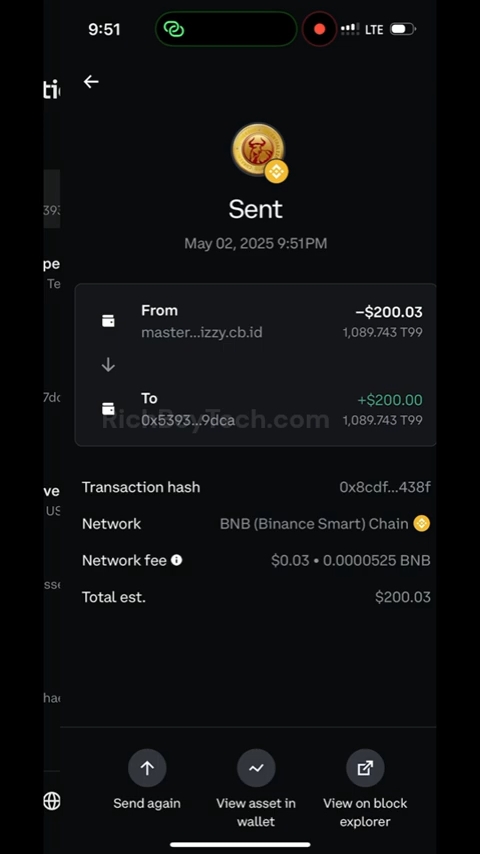 9:51
LTE
Sent
May 02, 2025 9:51PM
From
−$200.03
master...izzy.cb.id
1,089.743 T99
To
+$200.00
0x5393...9dca
1,089.743 T99
RichBoyTech.com
Transaction hash
0x8cdf...438f
Network
BNB (Binance Smart) Chain
Network fee
$0.03 • 0.0000525 BNB
Total est.
$200.03
Send again
View asset in
wallet
View on block
explorer